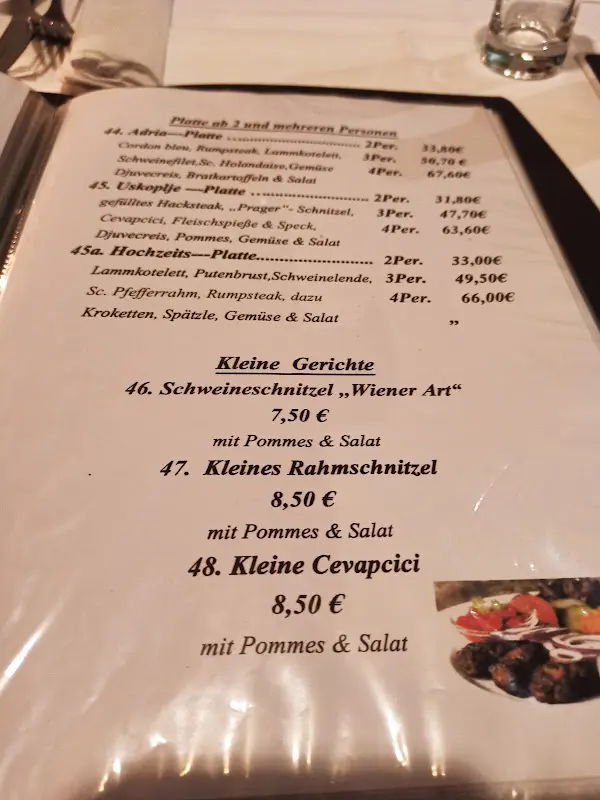 Platte ab 2 und mehreren Personen
44. Adria—Platte ................................ 2Per. 33,80€
Cordon bleu, Rumpsteak, Lammkotelett, 3Per. 50,70 €
Schweinefilet,Sc. Holandaise,Gemüse 4Per. 67,60€
Djuvecreis, Bratkartoffeln & Salat
45. Uskoplje —Platte ............................ 2Per. 31,80€
gefülltes Hacksteak, „Prager"- Schnitzel, 3Per. 47,70€
Cevapcici, Fleischspieße & Speck, 4Per. 63,60€
Djuvecreis, Pommes, Gemüse & Salat
45a. Hochzeits—Platte......................... 2Per. 33,00€
Lammkotelett, Putenbrust,Schweinelende, 3Per. 49,50€
Sc. Pfefferrahm, Rumpsteak, dazu 4Per. 66,00€
Kroketten, Spätzle, Gemüse & Salat ”
Kleine Gerichte
46. Schweineschnitzel „Wiener Art“
7,50 €
mit Pommes & Salat
47. Kleines Rahmschnitzel
8,50 €
mit Pommes & Salat
48. Kleine Cevapcici
8,50 €
mit Pommes & Salat